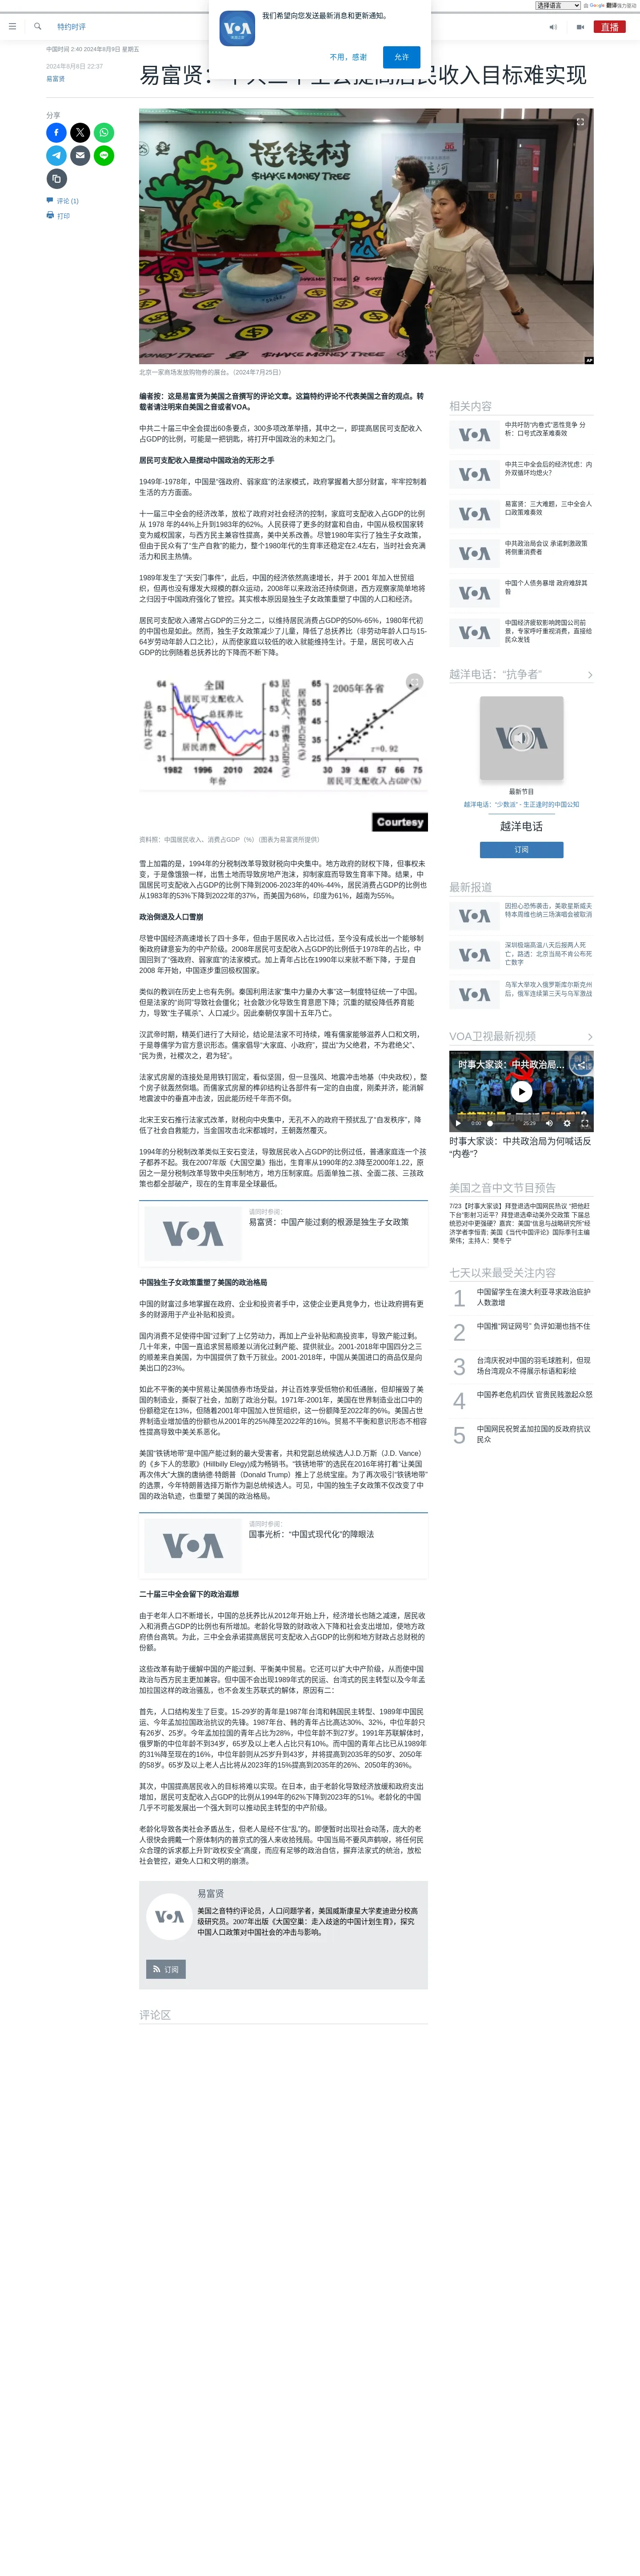 选择语言
由 Google 翻译强力驱动
我们希望向您发送最新消息和更新通知。
不用，感谢
允许
特约时评
直播
中国时间 2:40 2024年8月9日 星期五
2024年8月8日 22:37
易富贤
易富贤：中共二十届三中全会提高居民居民收入目标难实现
分享
评论 (1)
打印
摇钱树
SHAKE MONEY TREE
AP
北京一家商场发放购物券的展台。（2024年7月25日）
编者按：这是易富贤为美国之音撰写的评论文章。这篇特约评论不代表美国之音的观点。转
载者请注明来自美国之音或者VOA。
中共二十届三中全会提出60条要点，300多项改革举措，其中之一，即提高居民可支配收入
占GDP的比例，可能是一把钥匙，将打开中国政治的未知之门。
居民可支配收入是搅动中国政治的无形之手
1949年-1978年，中国是“强政府、弱家庭”的法家模式，政府掌握着大部分财富，牢牢控制着
生活的方方面面。
十一届三中全会的经济改革，放松了政府对社会经济的控制，家庭可支配收入占GDP的比例
从 1978 年的44%上升到1983年的62%。人民获得了更多的财富和自由，中国从极权国家转
变为威权国家，与西方民主兼容性提高，美中关系改善。尽管1980年实行了独生子女政策，
但由于民众有了“生产自救”的能力，整个1980年代的生育率还稳定在2.4左右，当时社会充满
活力和民主热情。
1989年发生了“天安门事件”，此后，中国的经济依然高速增长，并于 2001 年加入世贸组
织，但再也没有爆发大规模的群众运动，2008年以来政治还持续倒退，西方观察家简单地将
之归因于中国政府强化了管控。其实根本原因是独生子女政策重塑了中国的人口和经济。
居民可支配收入通常占GDP的三分之二，以维持居民消费占GDP的50%-65%，1980年代初
的中国也是如此。然而，独生子女政策减少了儿童，降低了总抚养比（非劳动年龄人口与15-
64岁劳动年龄人口之比），从而使家庭以较低的收入就能维持生计。于是，居民可支配收入
占GDP的比例随着总抚养比的下降而不断下降。
总抚养比（%）
64
53
42
31
全国
居民可支配收入
总抚养比
居民消费
1982 1992 2002 2012
年份
居民收入、消费占GDP（%）
63
53
43
33
总抚养比（%）
65
55
45
35
25
2005年各省
r=0.92
35 45 55 65 75
居民可支配收入占GDP（%）
Courtesy
资料照：中国居民收入、消费占GDP（%）（图表为易富贤所提供）
雪上加霜的是，1994年的分税制改革导致财税向中央集中。地方政府的财权下降，但事权未
变，于是像饿狼一样，出售土地而导致房地产泡沫，抑制家庭而导致生育率下降。结果，中
国居民可支配收入占GDP的比例下降到2006-2023年的40%-44%，居民消费占GDP的比例也
从1983年的53%下降到2022年的37%，而美国为68%，印度为61%，越南为55%。
政治倒退及人口雪崩
尽管中国经济高速增长了四十多年，但由于居民收入占比过低，至今没有成长出一个能够制
衡政府肆意妄为的中产阶级。2008年居民可支配收入占GDP的比例低于1978年的占比，中
国回到了“强政府、弱家庭”的法家模式。加上青年占比在1990年以来就不断下降，于是自
2008 年开始，中国逐步重回极权国家。
类似的教训在历史上也有先例。秦国利用法家“集中力量办大事”这一制度特征统一了中国。
但是法家的“尚同”导致社会僵化；社会散沙化导致生育意愿下降；沉重的赋役降低养育能
力，导致“生子辄杀”、人口减少。因此秦朝仅享国十五年乃亡。
汉武帝时期，精英们进行了大辩论，结论是法家不可持续，唯有儒家能够滋养人口和文明，
于是尊儒学为官方意识形态。儒家倡导“大家庭、小政府”，提出“为父绝君，不为君绝父”、
“民为贵，社稷次之，君为轻”。
法家式房屋的连接处是用铁钉固定，看似坚固，但一旦强风、地震冲击地基（中央政权），整
个房子就轰然倒塌。而儒家式房屋的榫卯结构让各部件有一定的自由度，刚柔并济，能消解
地震波中的垂直冲击波，因此能历经千年而不倒。
北宋王安石推行法家式改革，财税向中央集中，无孔不入的政府干预扰乱了“自发秩序”，降
低了社会自救能力，当金国攻击北宋都城时，王朝轰然覆灭。
1994年的分税制改革类似王安石变法，导致居民收入占GDP的比例过低，普通家庭连一个孩
子都养不起。我在2007年版《大国空巢》指出，生育率从1990年的2.3降至2000年1.22，原
因之一是分税制改革导致中央压制地方，地方压制家庭。后面单独二孩、全面二孩、三孩政
策也都全部破产，现在的生育率是全球最低。
请同时参阅：
易富贤：中国产能过剩的根源是独生子女政策
中国独生子女政策重塑了美国的政治格局
中国的财富过多地掌握在政府、企业和投资者手中，这使企业更具竞争力，也让政府拥有更
多的财源用于产业补贴和投资。
国内消费不足使得中国“过剩”了上亿劳动力，再加上产业补贴和高投资率，导致产能过剩。
几十年来，中国一直追求贸易顺差以消化过剩产能、提供就业。2001-2018年中国四分之三
的顺差来自美国，为中国提供了数千万就业。2001-2018年，中国从美国进口的商品仅是向
美出口的23%。
如此不平衡的美中贸易让美国债券市场受益，并让百姓享受低物价和低通胀，但却摧毁了美
国的制造业，撕裂了社会，加剧了政治分裂。1971年-2001年，美国在世界制造业出口中的
份额稳定在13%，但随着2001年中国加入世贸组织，这一份额降至2022年的6%。美国占世
界制造业增加值的份额也从2001年的25%降至2022年的16%。贸易不平衡和意识形态不相容
性提高导致中美关系恶化。
美国“铁锈地带”是中国产能过剩的最大受害者，共和党副总统候选人J.D.万斯（J.D. Vance）
的《乡下人的悲歌》(Hillbilly Elegy)成为畅销书。“铁锈地带”的选民在2016年将打着“让美国
再次伟大”大旗的唐纳德·特朗普（Donald Trump）推上了总统宝座。为了再次吸引“铁锈地带”
的选票，今年特朗普选择万斯作为副总统候选人。可见，中国的独生子女政策不仅改变了中
国的政治轨迹，也重塑了美国的政治格局。
请同时参阅：
国事光析：“中国式现代化”的障眼法
二十届三中全会留下的政治遐想
由于老年人口不断增长，中国的总抚养比从2012年开始上升，经济增长也随之减速，居民收
入和消费占GDP的比例也有所增加。老龄化导致的财政收入下降和社会支出增加，使地方政
府债台高筑。为此，三中全会承诺提高居民可支配收入占GDP的比例和地方财政占总财税的
份额。
这些改革有助于缓解中国的产能过剩、平衡美中贸易。它还可以扩大中产阶级，从而使中国
政治与西方民主更加兼容。但中国不会出现1989年式的民运、台湾式的民主转型以及今年孟
加拉国这样的政治骚乱，也不会发生苏联式的解体，原因有二：
首先，人口结构发生了巨变。15-29岁的青年是1987年台湾和韩国民主转型、1989年中国民
运、今年孟加拉国政治抗议的先锋。1987年台、韩的青年占比高达30%、32%，中位年龄只
有26岁、25岁。今年孟加拉国的青年占比为28%，中位年龄不到27岁。1991年苏联解体时，
俄罗斯的中位年龄不到34岁，65岁及以上老人占比只有10%。而中国的青年占比已从1989年
的31%降至现在的16%，中位年龄则从25岁升到43岁，并将提高到2035年的50岁、2050年
的58岁。65岁及以上老人占比将从2023年的15%提高到2035年的26%、2050年的36%。
其次，中国提高居民收入的目标将难以实现。在日本，由于老龄化导致经济放缓和政府支出
增加，居民可支配收入占GDP的比例从1994年的62%下降到2023年的51%。老龄化的中国
几乎不可能发展出一个强大到可以推动民主转型的中产阶级。
老龄化导致各类社会矛盾丛生，但老人是经不住“乱”的。即便暂时出现社会动荡，庞大的老
人很快会拥戴一个原体制内的普京式的强人来收拾残局。中国当局不要风声鹤唳，将任何民
众合理的诉求都上升到“政权安全”高度，而应有足够的政治自信，摒弃法家式的统治，放松
社会管控，避免人口和文明的崩溃。
易富贤
美国之音特约评论员，人口问题学者，美国威斯康星大学麦迪逊分校高
级研究员。2007年出版《大国空巢：走入歧途的中国计划生育》，探究
中国人口政策对中国社会的冲击与影响。
订阅
评论区
相关内容
中共吁防“内卷式”恶性竞争 分
析：口号式改革难奏效
中共三中全会后的经济忧虑：内
外双循环均熄火？
易富贤：三大难题，三中全会人
口政策难奏效
中共政治局会议 承诺刺激政策
将侧重消费者
中国个人债务暴增 政府难辞其
咎
中国经济疲软影响跨国公司前
景，专家呼吁重视消费，直接给
民众发钱
越洋电话：“抗争者”
最新节目
越洋电话：“少数派” - 生正逢时的中国公知
越洋电话
订阅
最新报道
因担心恐怖袭击，美歌星斯威夫
特本周维也纳三场演唱会被取消
深圳极端高温八天后报两人死
亡，路透：北京当局不肯公布死
亡数字
乌军大举攻入俄罗斯库尔斯克州
后，俄军连续第三天与乌军激战
VOA卫视最新视频
时事大家谈：中共政治局...
0:00
25:29
时事大家谈：中共政治局为何喊话反
“内卷”？
美国之音中文节目预告
7/23【时事大家谈】拜登退选中国网民热议 “把他赶
下台”影射习近平？ 拜登退选牵动美外交政策 下届总
统恐对中更强硬？嘉宾：美国“信息与战略研究所”经
济学者李恒青; 美国《当代中国评论》国际季刊主编
荣伟；主持人：樊冬宁
七天以来最受关注内容
1 中国留学生在澳大利亚寻求政治庇护
人数激增
2 中国推“网证网号” 负评如潮也挡不住
3 台湾庆祝对中国的羽毛球胜利，但现
场台湾观众不得展示标语和彩绘
4 中国养老危机四伏 官贵民贱激起众怒
5 中国网民祝贺孟加拉国的反政府抗议
民众